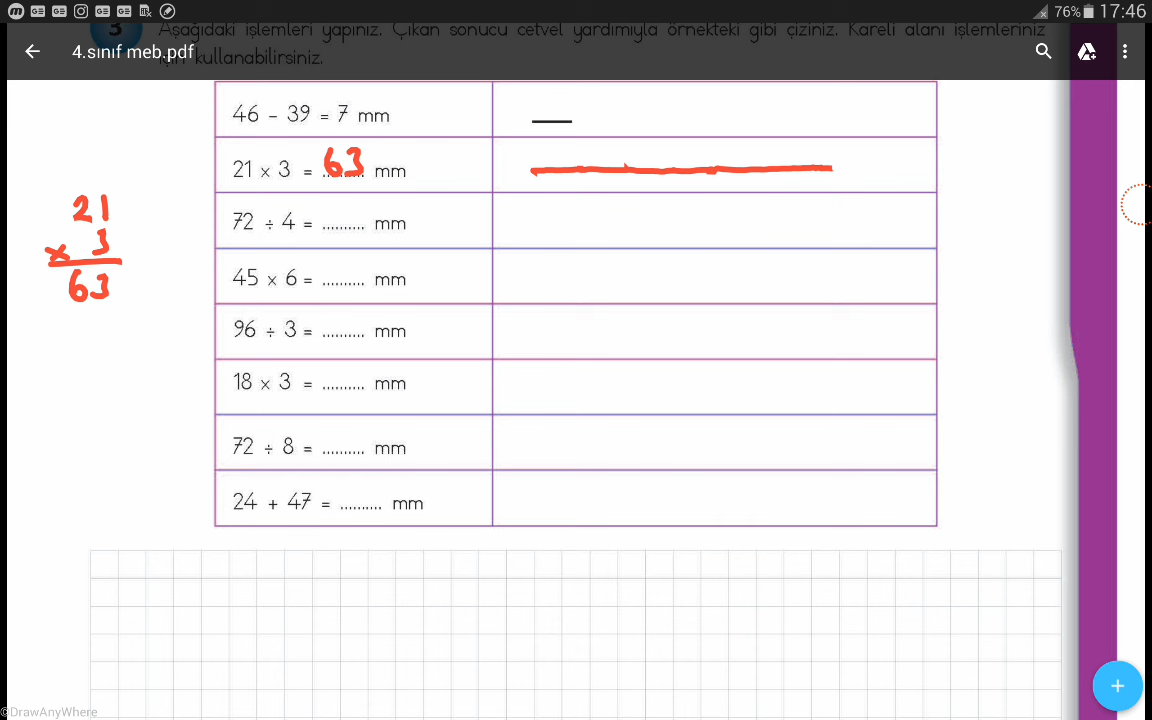 76% 17:46
3 Aşağıdaki işlemleri yapınız. Çıkan sonucu cetvel yardımıyla örnekteki gibi çiziniz. Kareli alanı işlemleriniz
4.sınıf meb.pdf
için kullanabilirsiniz.
46 - 39 = 7 mm
21 x 3 = 63 mm
21
x 3
63
72 ÷ 4 = .......... mm
45 x 6 = .......... mm
96 ÷ 3 = .......... mm
18 x 3 = .......... mm
72 ÷ 8 = .......... mm
24 + 47 = .......... mm
©DrawAnyWhere